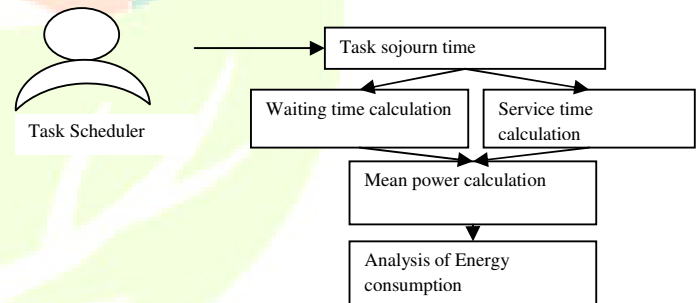 Task sojourn time
Waiting time calculation
Service time
calculation
Task Scheduler
Mean power calculation
Analysis of Energy
consumption